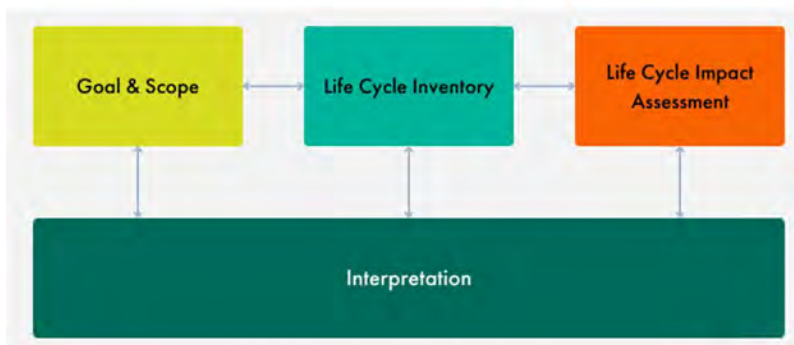 Goal & Scope
Life Cycle Inventory
Life Cycle Impact
Assessment
Interpretation